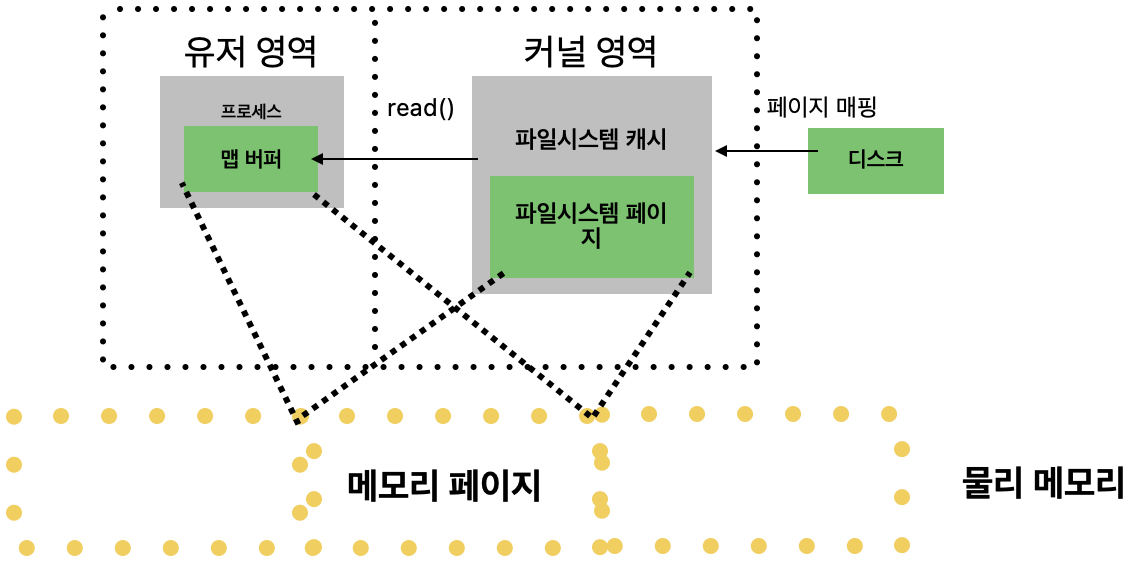 유저 영역
커널 영역
프로세스
read()
페이지 매핑
맵 버퍼
파일시스템 캐시
디스크
파일시스템 페이
지
메모리 페이지
물리 메모리